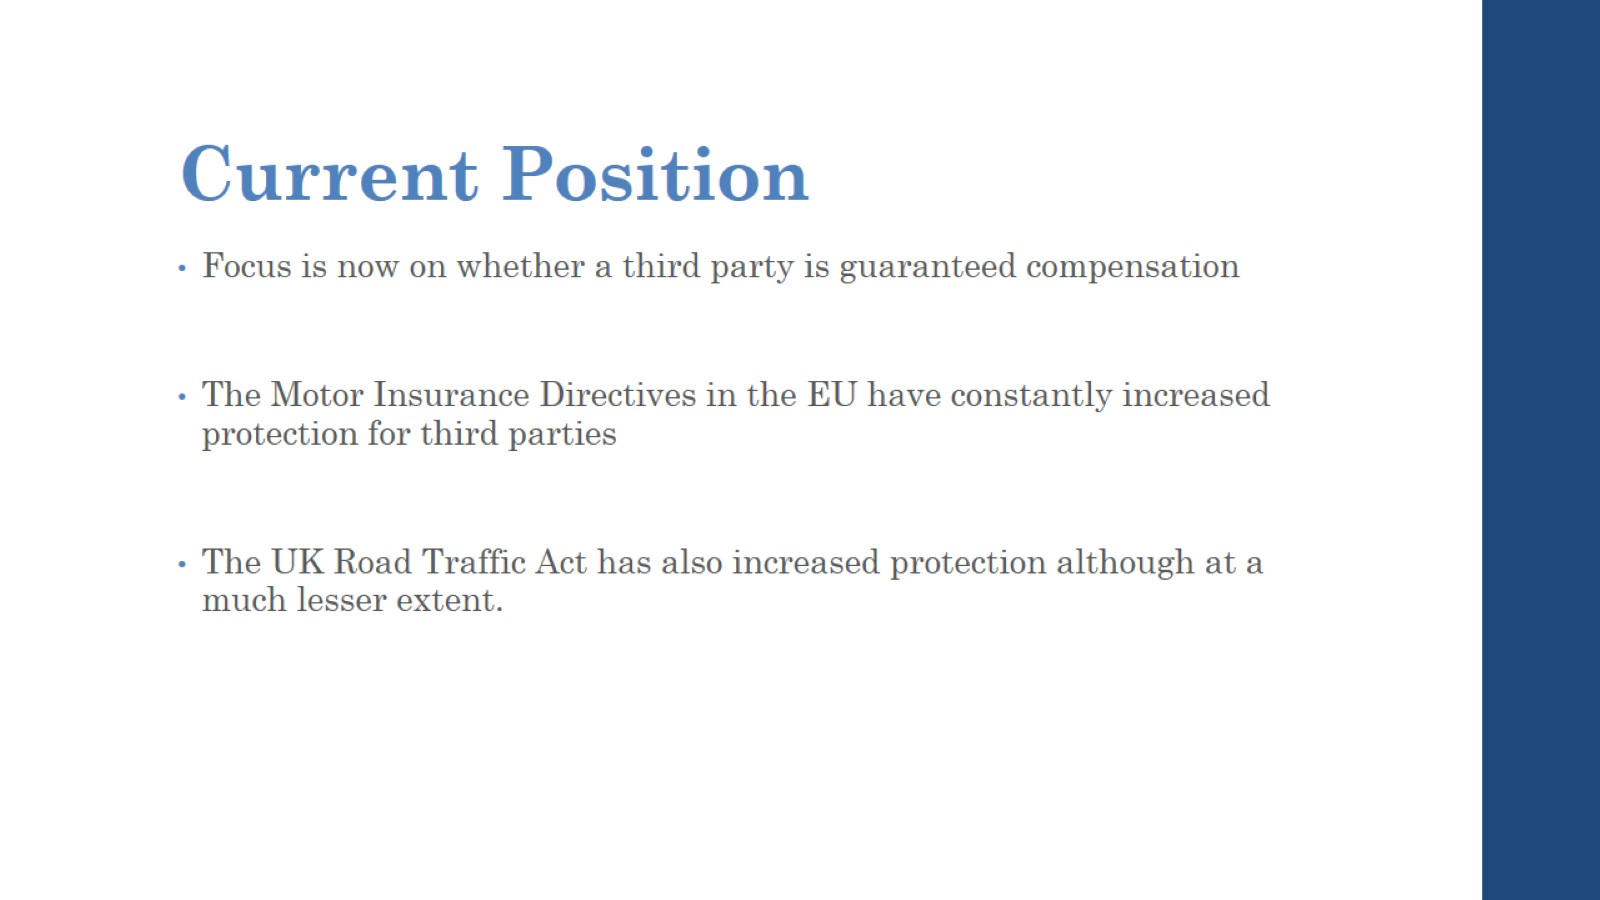 Current Position
• Focus is now on whether a third party is guaranteed compensation
• The Motor Insurance Directives in the EU have constantly increased
protection for third parties
• The UK Road Traffic Act has also increased protection although at a
much lesser extent.